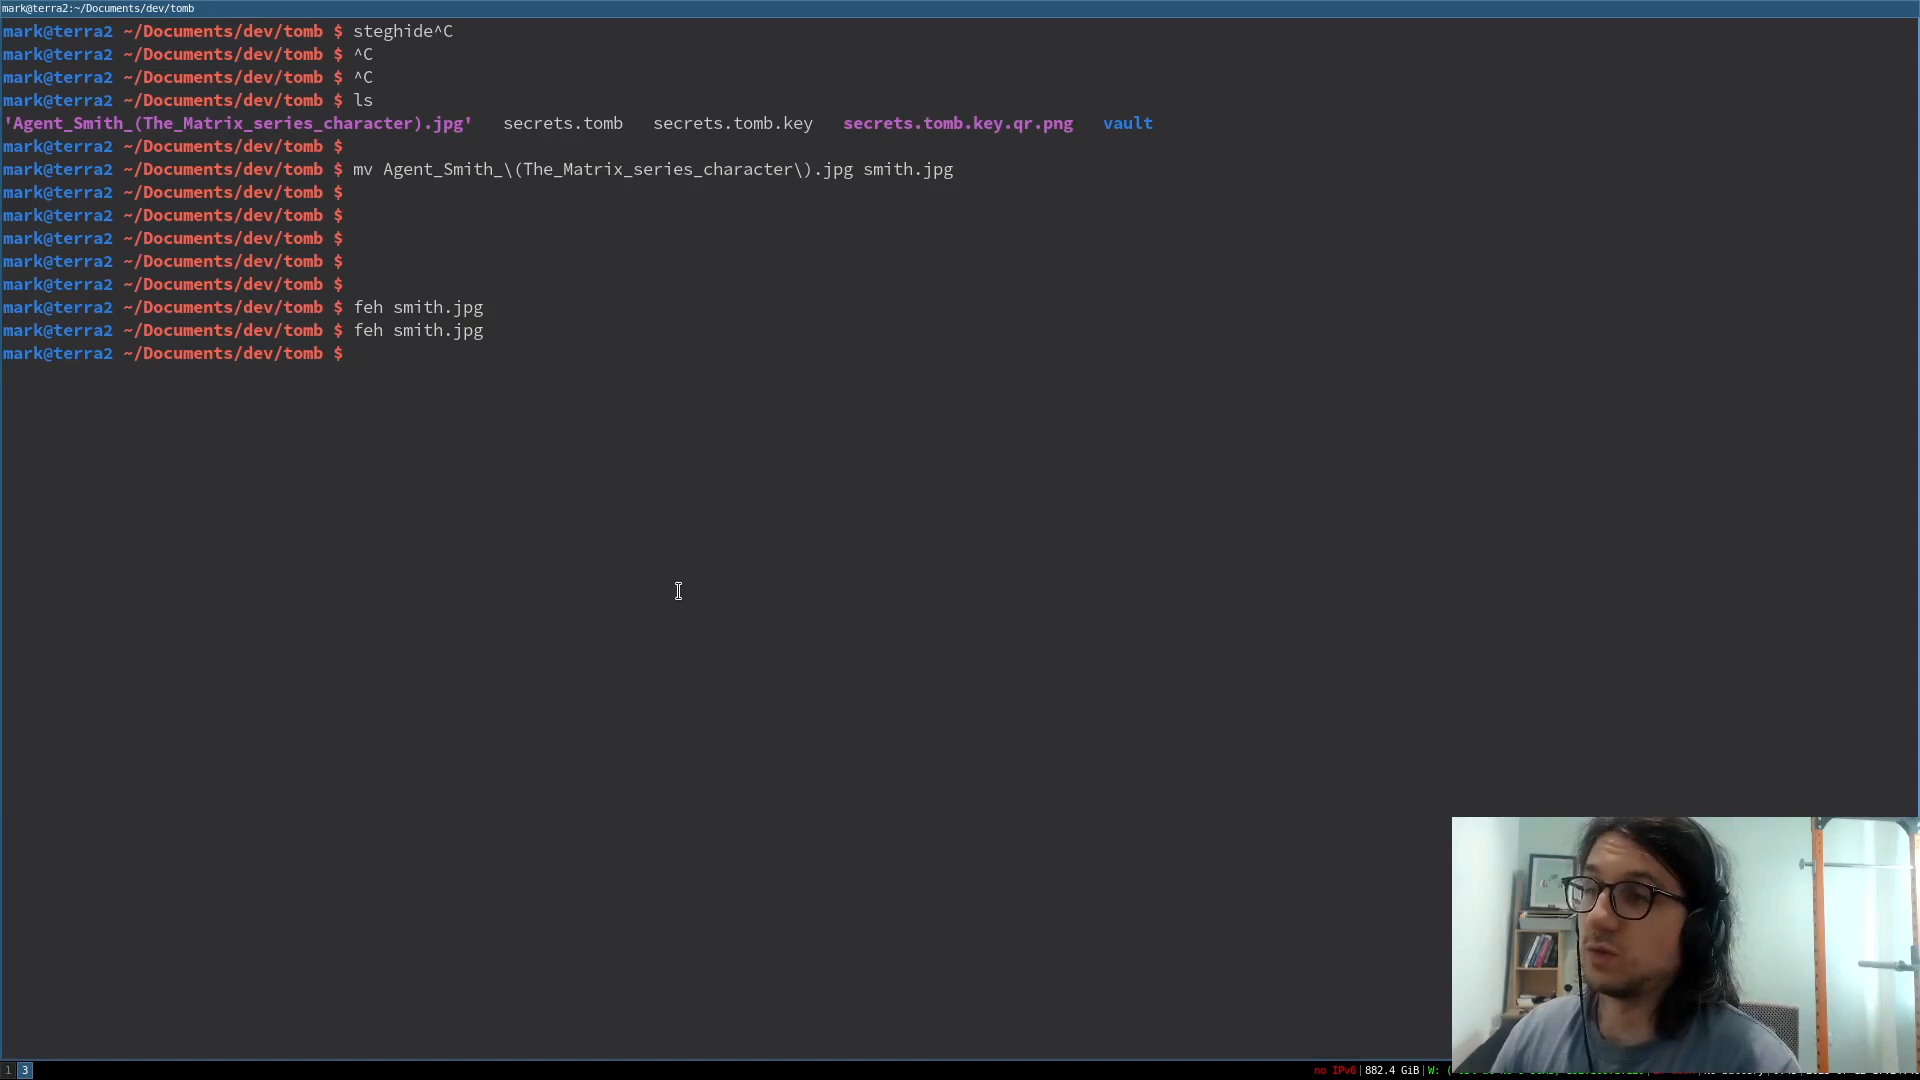 mark@terra2:~/Documents/dev/tomb
mark@terra2 ~/Documents/dev/tomb $ steghide^C
mark@terra2 ~/Documents/dev/tomb $ ^C
mark@terra2 ~/Documents/dev/tomb $ ^C
mark@terra2 ~/Documents/dev/tomb $ ls
'Agent_Smith_(The_Matrix_series_character).jpg' secrets.tomb secrets.tomb.key secrets.tomb.key.qr.png vault
mark@terra2 ~/Documents/dev/tomb $
mark@terra2 ~/Documents/dev/tomb $ mv Agent_Smith_\(The_Matrix_series_character\).jpg smith.jpg
mark@terra2 ~/Documents/dev/tomb $
mark@terra2 ~/Documents/dev/tomb $
mark@terra2 ~/Documents/dev/tomb $
mark@terra2 ~/Documents/dev/tomb $
mark@terra2 ~/Documents/dev/tomb $
mark@terra2 ~/Documents/dev/tomb $ feh smith.jpg
mark@terra2 ~/Documents/dev/tomb $ feh smith.jpg
mark@terra2 ~/Documents/dev/tomb $
1 3 no IPv6|882.4 GiB|W: (